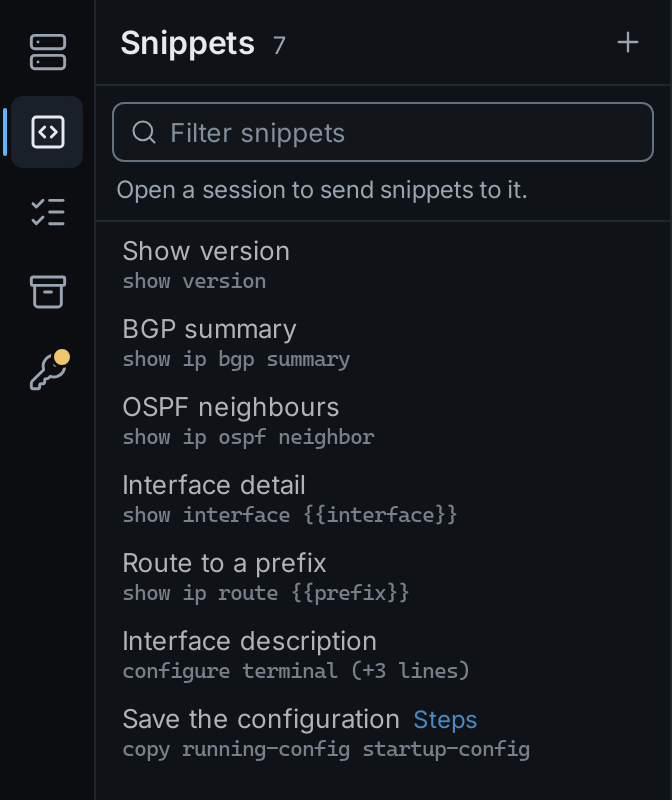 Snippets 7
Filter snippets
Open a session to send snippets to it.
Show version
show version
BGP summary
show ip bgp summary
OSPF neighbours
show ip ospf neighbor
Interface detail
show interface {{interface}}
Route to a prefix
show ip route {{prefix}}
Interface description
configure terminal (+3 lines)
Save the configuration Steps
copy running-config startup-config